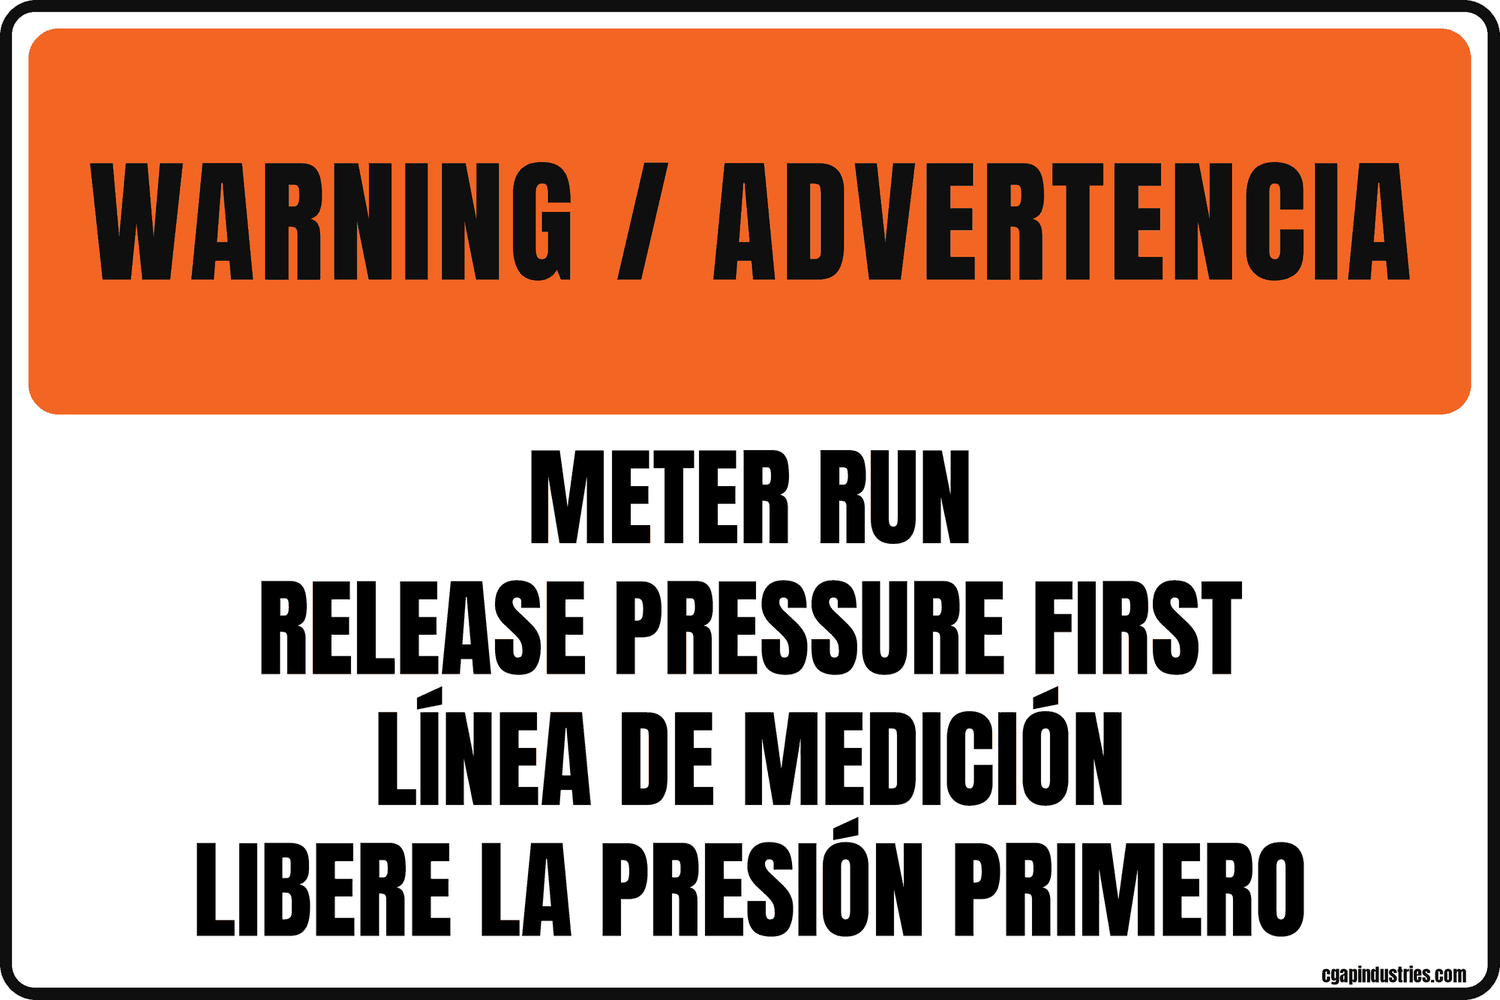 WARNING / ADVERTENCIA
METER RUN
RELEASE PRESSURE FIRST
LÍNEA DE MEDICIÓN
LIBERE LA PRESIÓN PRIMERO
cgapindustries.com